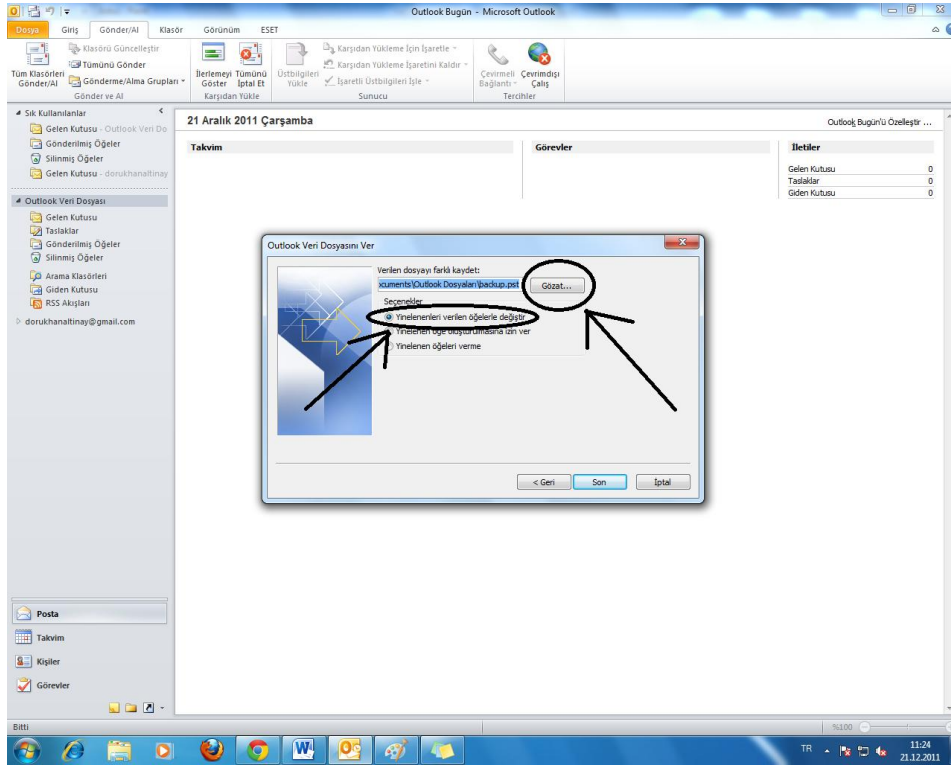 Outlook Bugün - Microsoft Outlook
Dosya Giriş Gönder/Al Klasör Görünüm ESET
Tüm Klasörleri Gönder/Al
Klasörü Güncelleştir
Tümünü Gönder
Gönderme/Alma Grupları
Gönder ve Al
İlerlemeyi Göster
Tümünü İptal Et
Karşıdan Yükle
Üstbilgileri Yükle
Karşıdan Yükleme İçin İşaretle
Karşıdan Yükleme İşaretini Kaldır
İşaretli Üstbilgileri İşle
Sunucu
Çevirmeli Bağlantı
Çevrimdışı Çalış
Tercihler
Sık Kullanılanlar
Gelen Kutusu - Outlook Veri Do
Gönderilmiş Öğeler
Silinmiş Öğeler
Gelen Kutusu - dorukhanaltinay
Outlook Veri Dosyası
Gelen Kutusu
Taslaklar
Gönderilmiş Öğeler
Silinmiş Öğeler
Arama Klasörleri
Giden Kutusu
RSS Akışları
dorukhanaltinay@gmail.com
21 Aralık 2011 Çarşamba
Outlook Bugün'ü Özelleştir ...
Takvim
Görevler
İletiler
Gelen Kutusu 0
Taslaklar 0
Giden Kutusu 0
Outlook Veri Dosyasını Ver
Verilen dosyayı farklı kaydet:
ocuments\Outlook Dosyaları\backup.pst
Gözat...
Seçenekler
Yinelenenleri verilen öğelerle değiştir
Yinelenen öğe oluşturulmasına izin ver
Yinelenen öğeleri verme
< Geri Son İptal
Posta
Takvim
Kişiler
Görevler
Bitti
%100
TR
11:24
21.12.2011